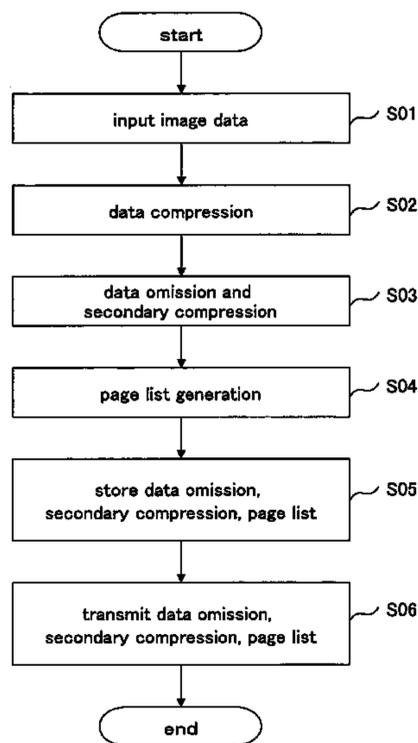 start
input image data
S01
data compression
S02
data omission and
secondary compression
S03
page list generation
S04
store data omission,
secondary compression, page list
S05
transmit data omission,
secondary compression, page list
S06
end